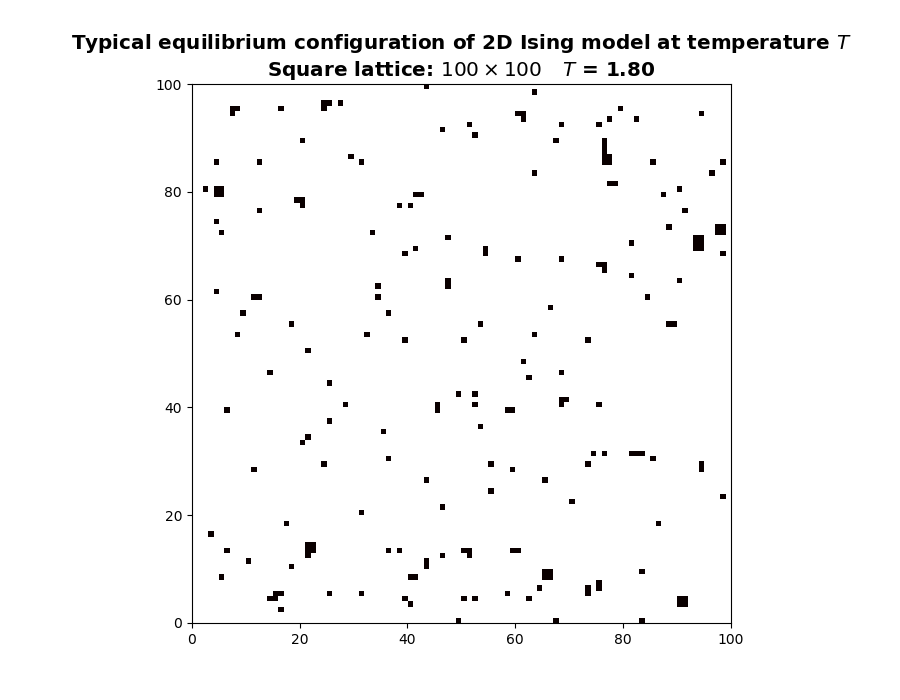 Typical equilibrium configuration of 2D Ising model at temperature T
Square lattice: 100 × 100 T = 1.80
100
80
60
40
20
0
0 20 40 60 80 100